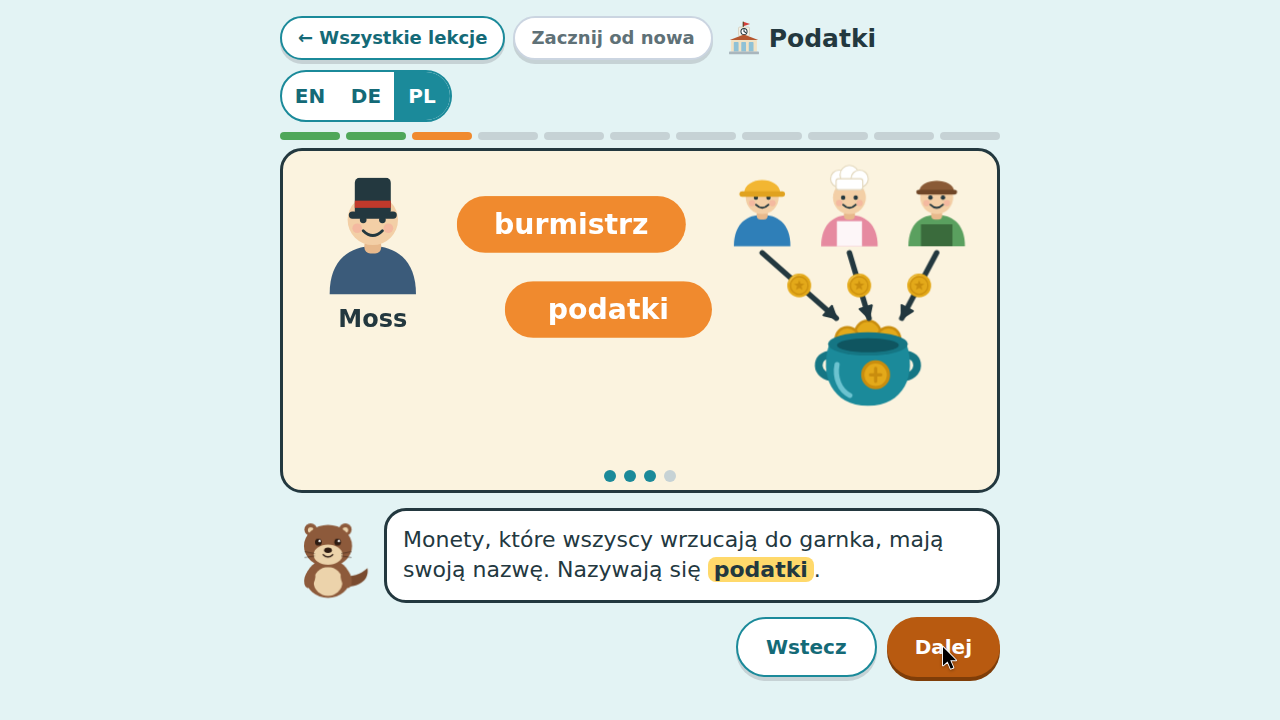 ← Wszystkie lekcje
Zacznij od nowa
Podatki
EN DE PL
burmistrz
podatki
Moss
Monety, które wszyscy wrzucają do garnka, mają
swoją nazwę. Nazywają się podatki.
Wstecz
Dalej